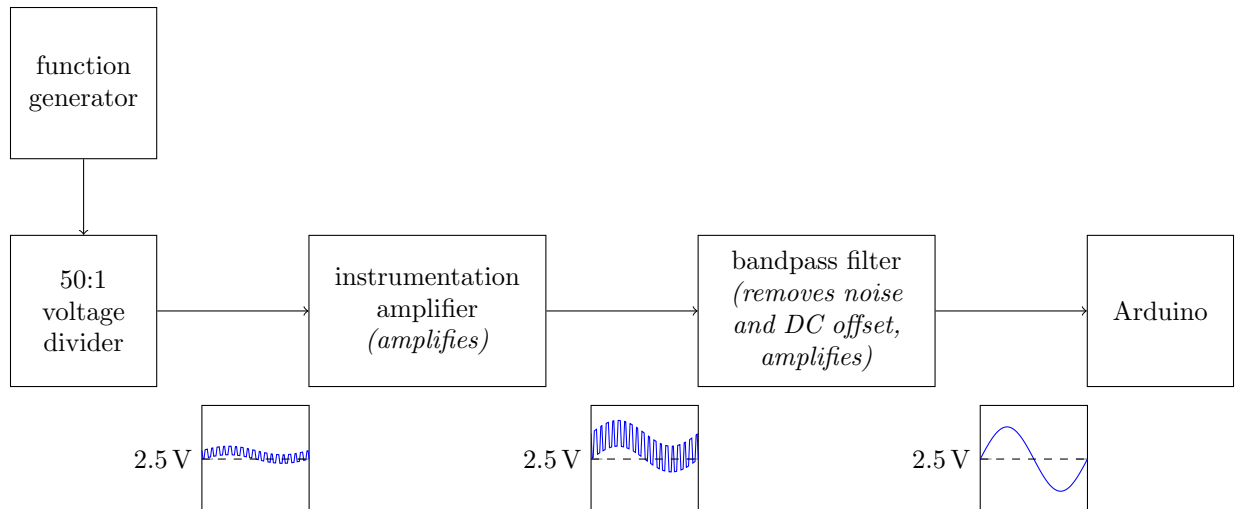 function
generator
50:1
voltage
divider
instrumentation
amplifier
(amplifies)
bandpass filter
(removes noise
and DC offset,
amplifies)
Arduino
2.5 V
2.5 V
2.5 V